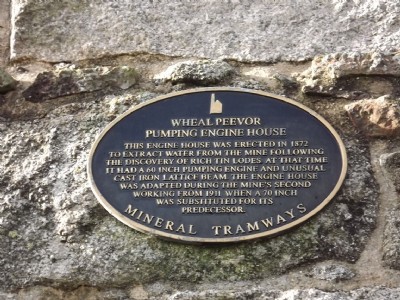 WHEAL PEEVOR
PUMPING ENGINE HOUSE
THIS ENGINE HOUSE WAS ERECTED IN 1872
TO EXTRACT WATER FROM THE MINE FOLLOWING
THE DISCOVERY OF RICH TIN LODES. AT THAT TIME
IT HAD A 60 INCH PUMPING ENGINE AND UNUSUAL
CAST IRON LATTICE BEAM. THE ENGINE HOUSE
WAS ADAPTED DURING THE MINE'S SECOND
WORKING FROM 1911, WHEN A 70 INCH
WAS SUBSTITUTED FOR ITS
PREDECESSOR.
MINERAL TRAMWAYS